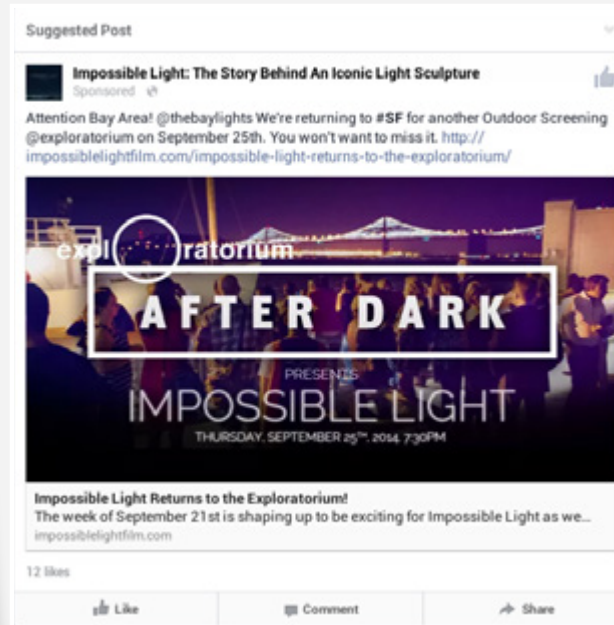 Suggested Post
Impossible Light: The Story Behind An Iconic Light Sculpture
Sponsored
Attention Bay Area! @thebaylights We're returning to #SF for another Outdoor Screening
@exploratorium on September 25th. You won't want to miss it. http://
impossiblelightfilm.com/impossible-light-returns-to-the-exploratorium/
exploratorium
AFTER DARK
PRESENTS
IMPOSSIBLE LIGHT
THURSDAY, SEPTEMBER 25TH, 2014 7:30PM
Impossible Light Returns to the Exploratorium!
The week of September 21st is shaping up to be exciting for Impossible Light as we...
impossiblelightfilm.com
12 likes
Like Comment Share